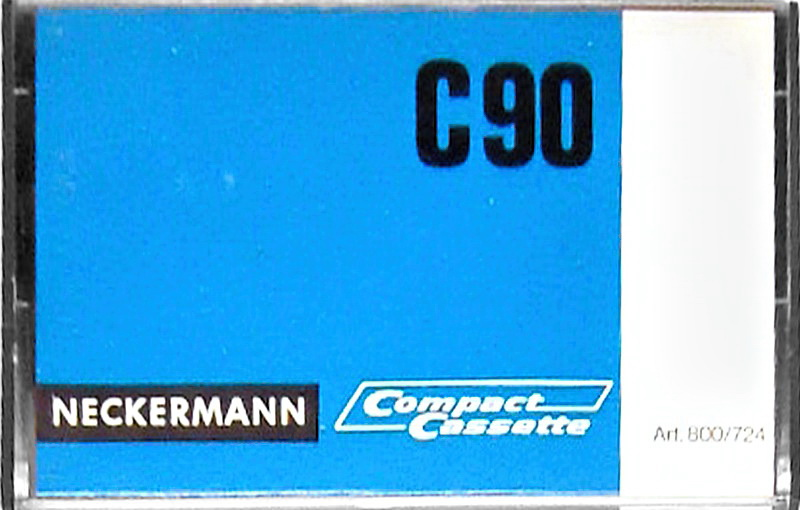 C90
NECKERMANN
Compact
Cassette
Art. 800/724